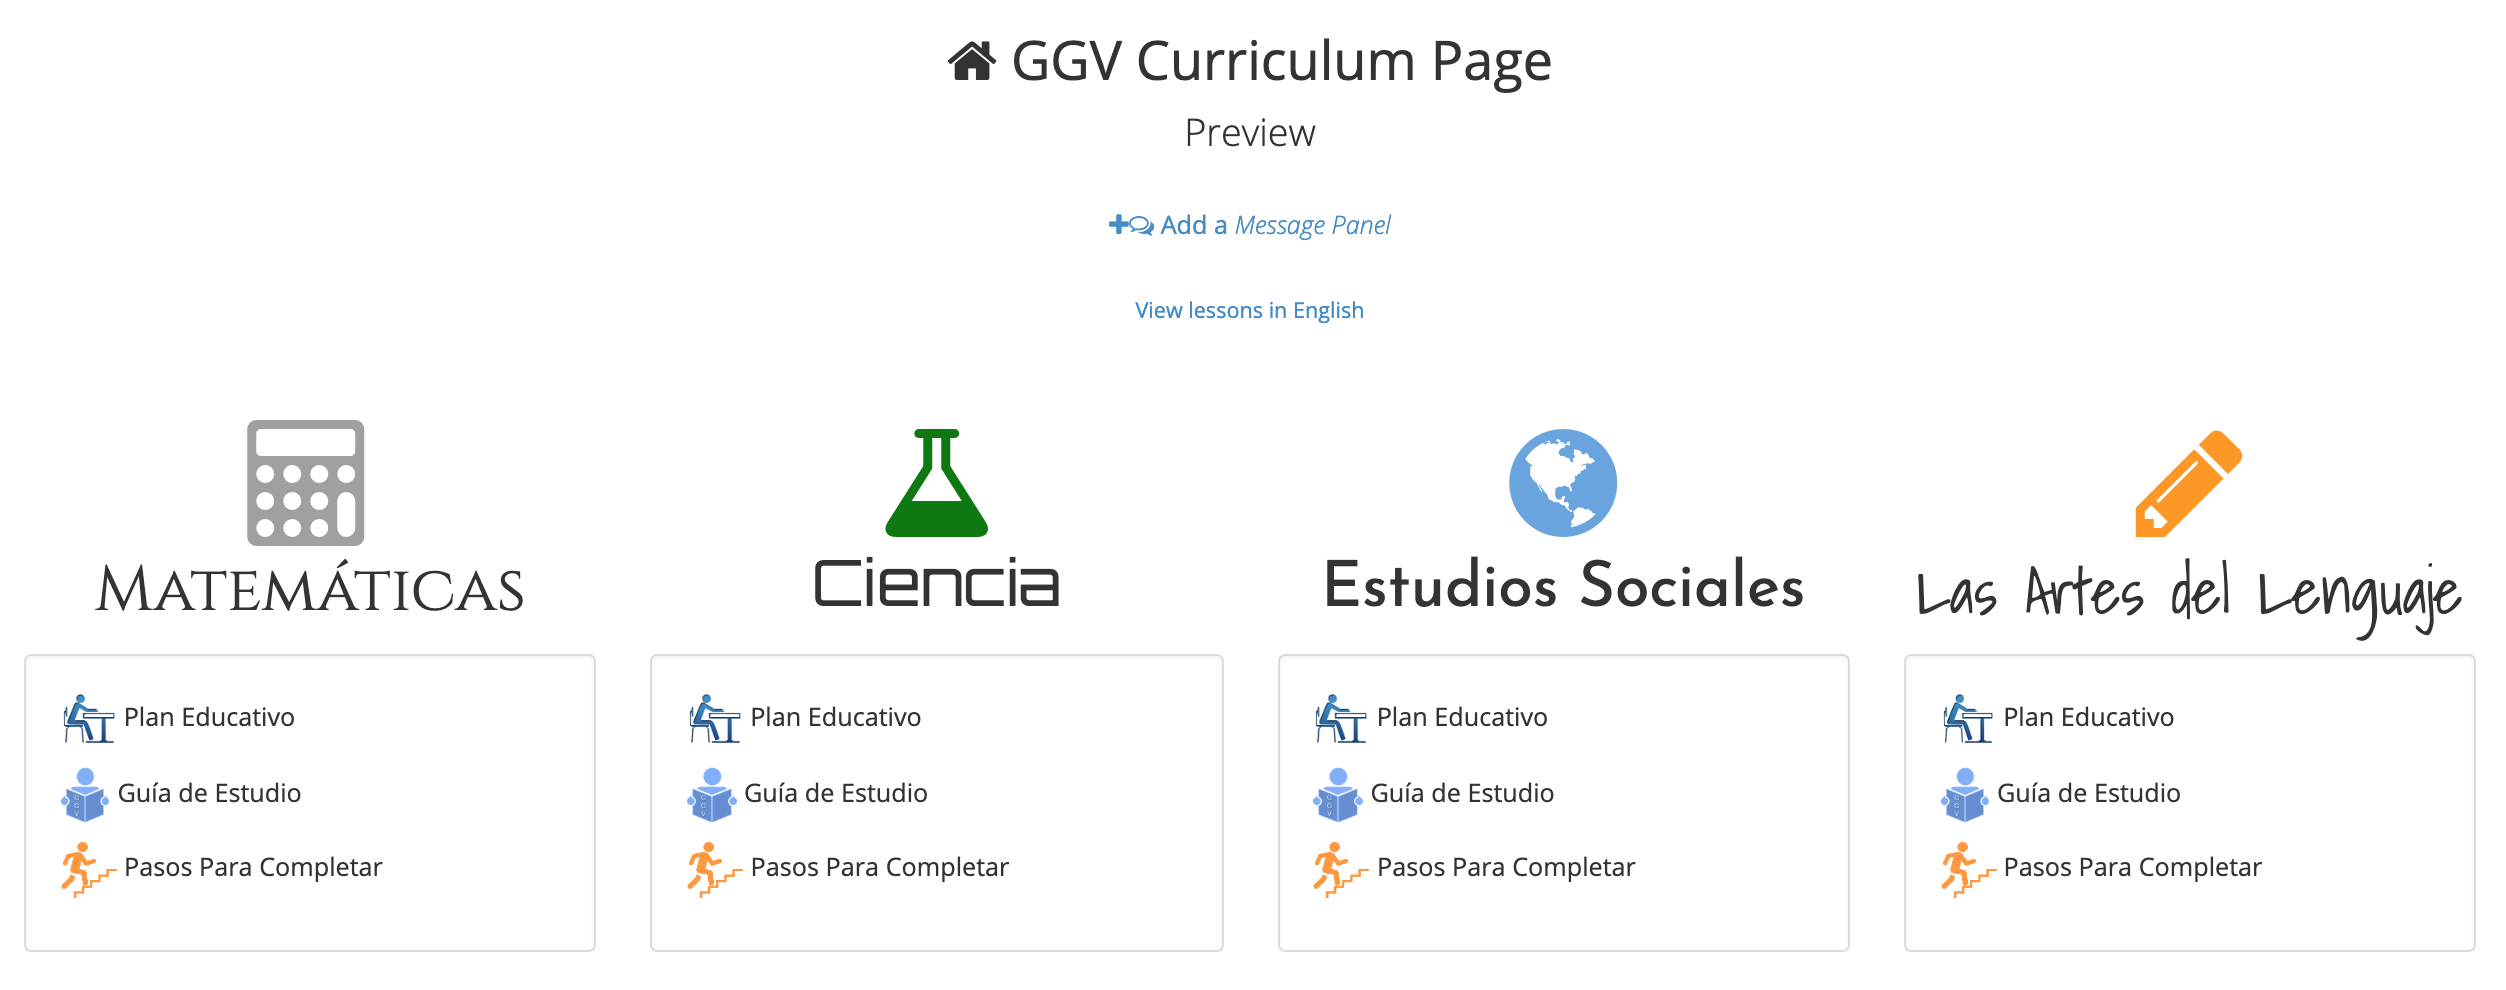 GGV Curriculum Page
Preview
Add a Message Panel
View lessons in English
MATEMÁTICAS
Plan Educativo
Guía de Estudio
Pasos Para Completar
Ciencia
Plan Educativo
Guía de Estudio
Pasos Para Completar
Estudios Sociales
Plan Educativo
Guía de Estudio
Pasos Para Completar
Las Artes del Lenguaje
Plan Educativo
Guía de Estudio
Pasos Para Completar